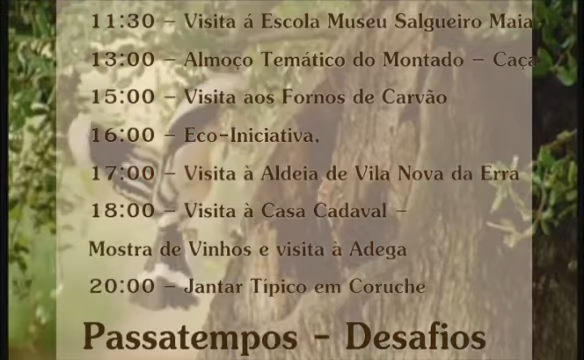 11:30 – Visita á Escola Museu Salgueiro Maia
13:00 – Almoço Temático do Montado – Caça
15:00 – Visita aos Fornos de Carvão
16:00 – Eco-Iniciativa.
17:00 – Visita à Aldeia de Vila Nova da Erra
18:00 – Visita à Casa Cadaval –
Mostra de Vinhos e visita à Adega
20:00 – Jantar Típico em Coruche
Passatempos - Desafios